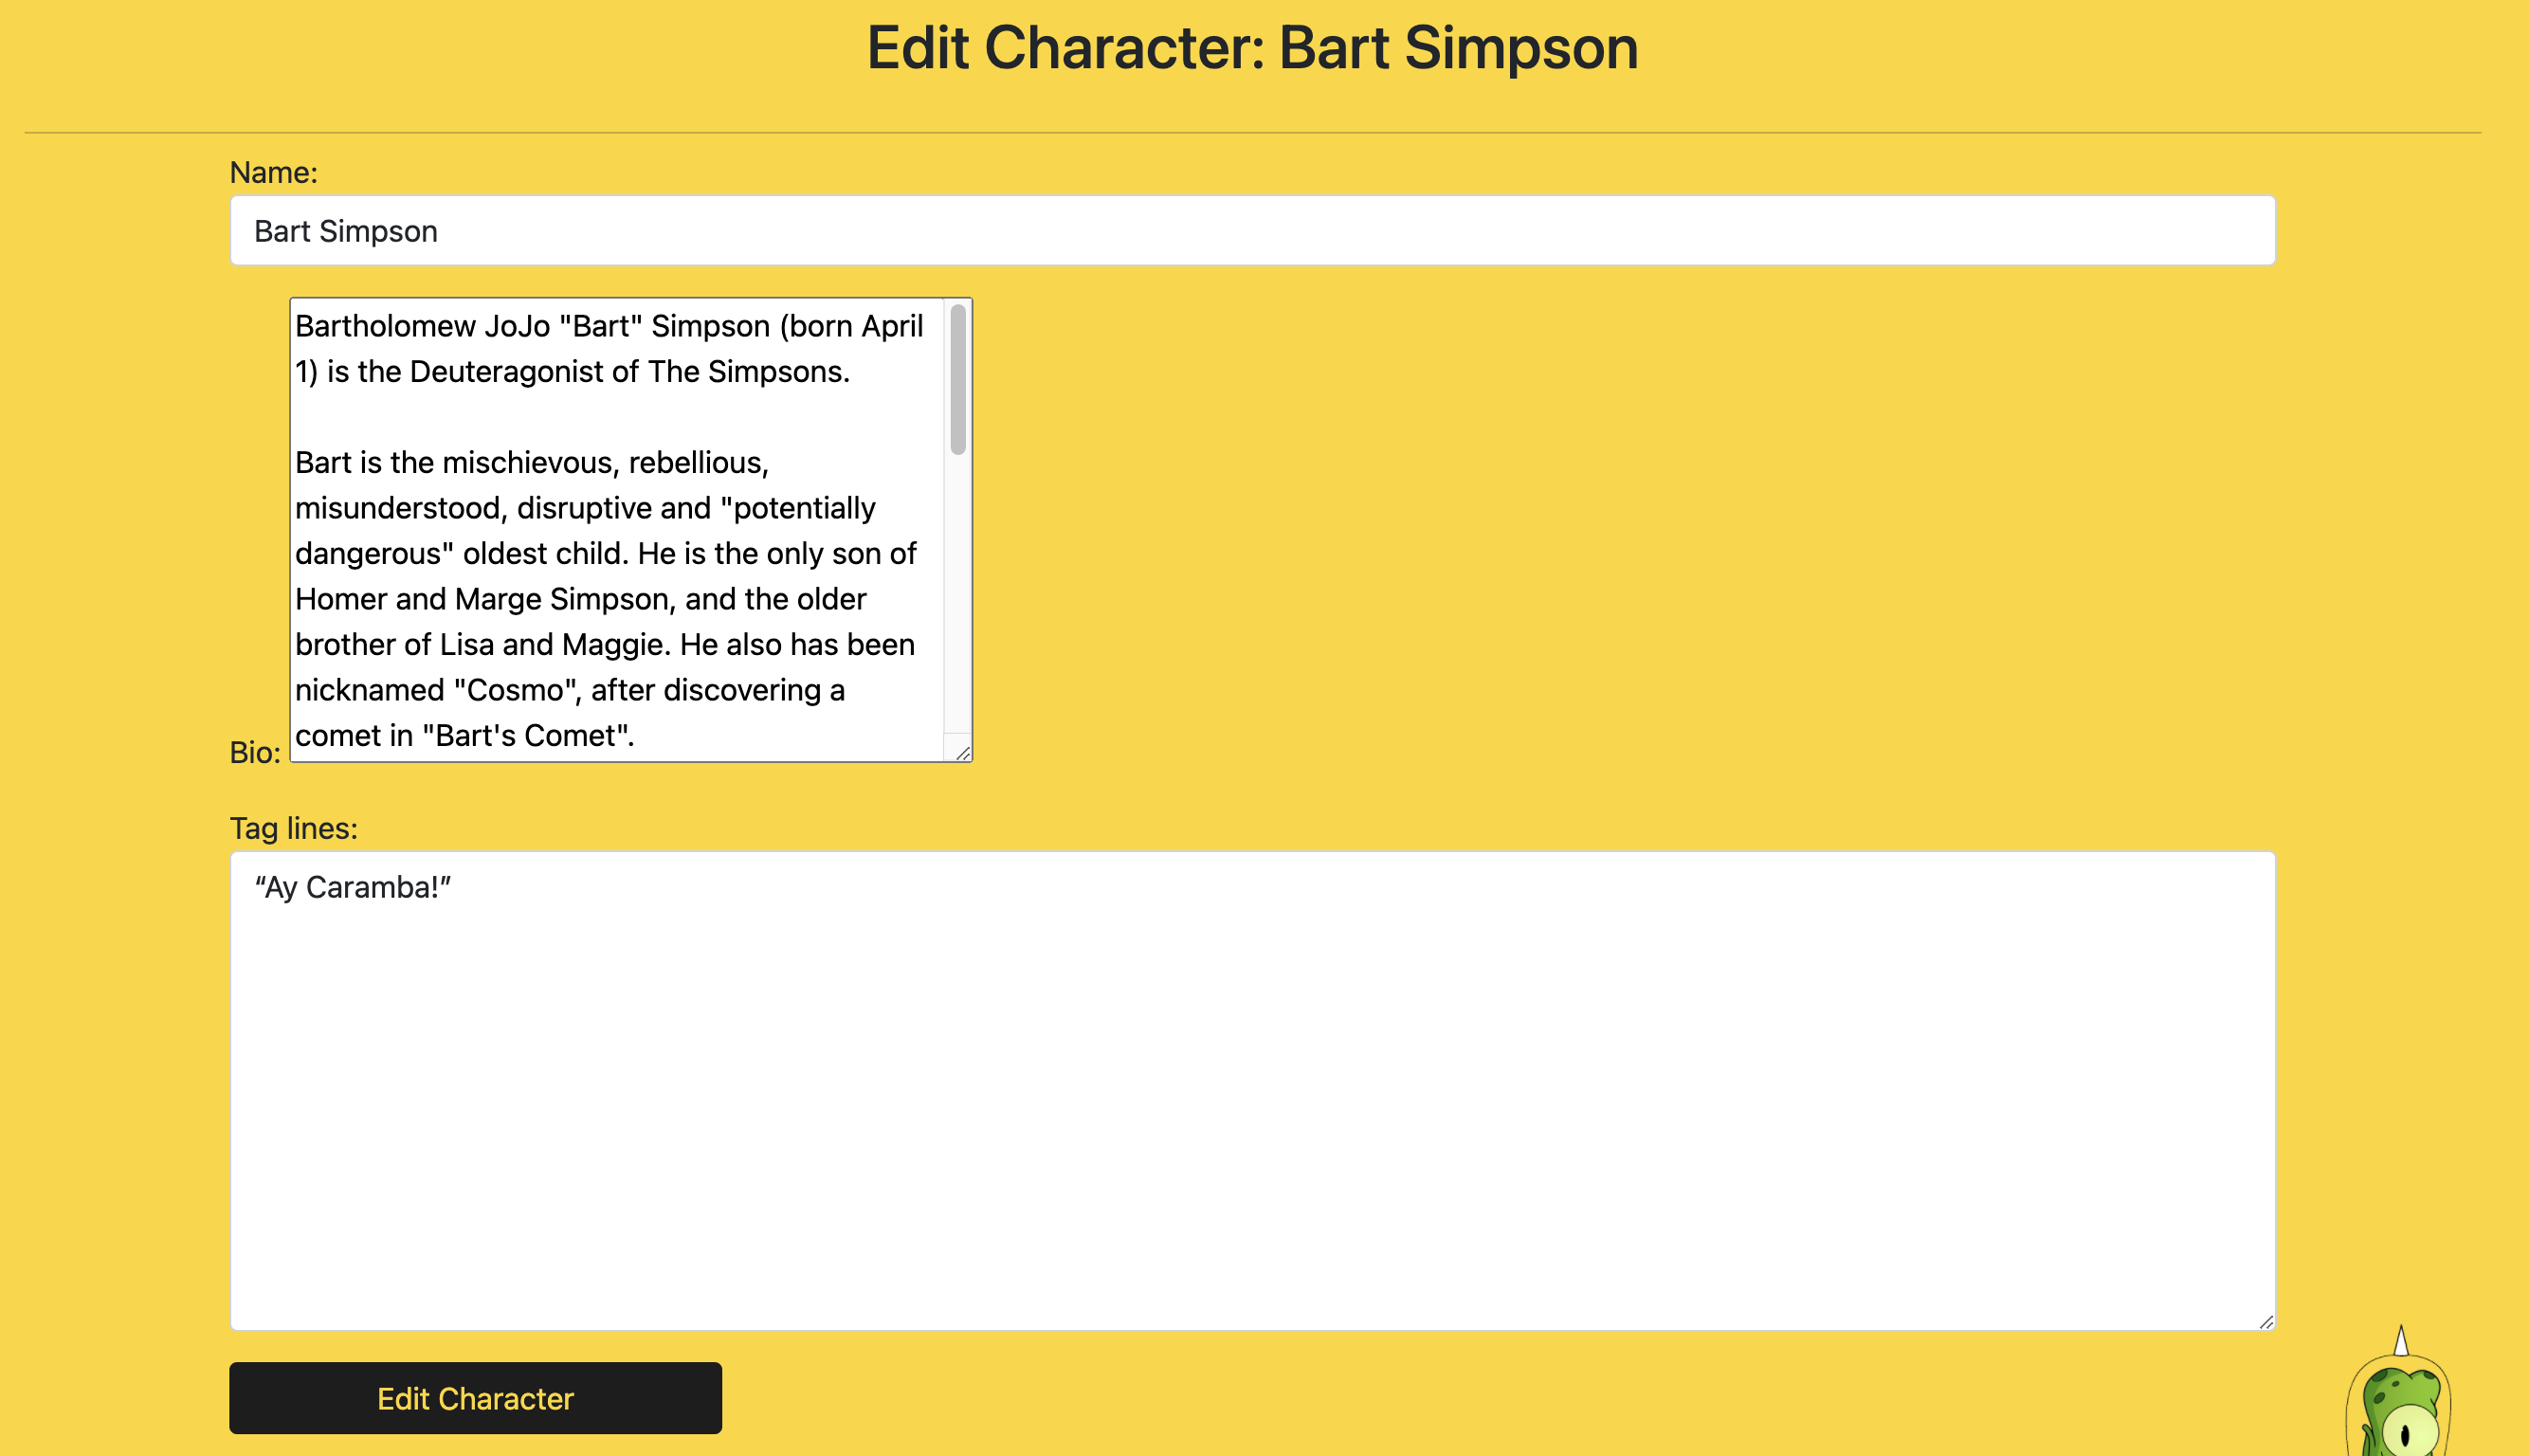 Edit Character: Bart Simpson
Name:
Bart Simpson
Bartholomew JoJo "Bart" Simpson (born April
1) is the Deuteragonist of The Simpsons.
Bart is the mischievous, rebellious,
misunderstood, disruptive and "potentially
dangerous" oldest child. He is the only son of
Homer and Marge Simpson, and the older
brother of Lisa and Maggie. He also has been
nicknamed "Cosmo", after discovering a
comet in "Bart's Comet".
Bio:
Tag lines:
“Ay Caramba!”
Edit Character